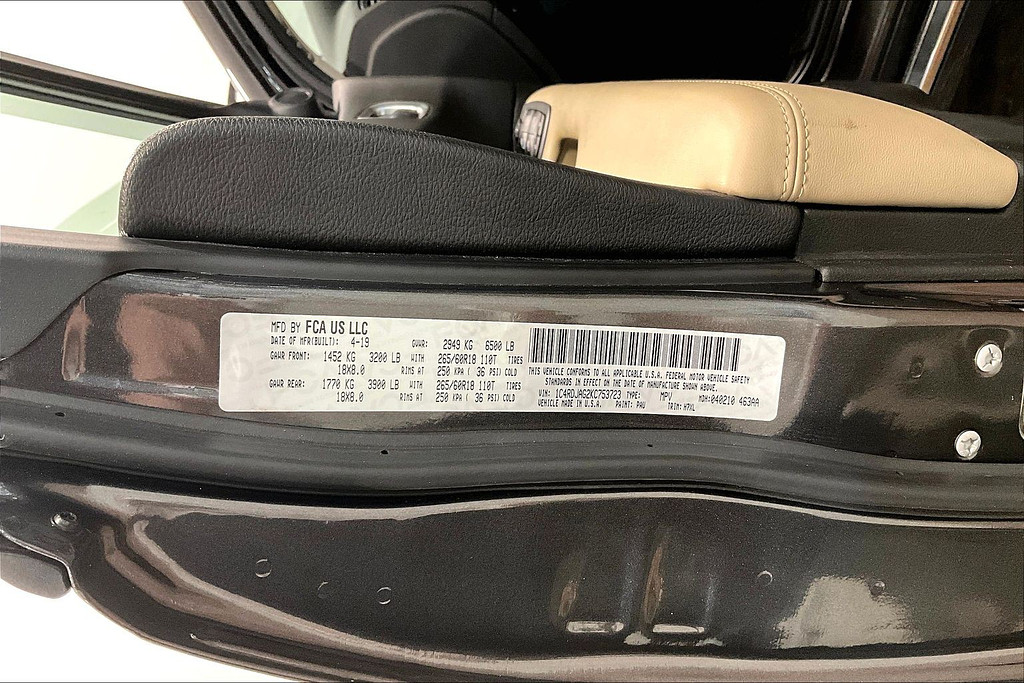 MFD BY FCA US LLC
DATE OF MFR(BUILT): 4-19 GVWR: 2949 KG 6500 LB
GAWR FRONT: 1452 KG 3200 LB WITH 265/60R18 110T TIRES
18X8.0 RIMS AT 250 KPA ( 36 PSI) COLD
GAWR REAR: 1770 KG 3900 LB WITH 265/60R18 110T TIRES
18X8.0 RIMS AT 250 KPA ( 36 PSI) COLD
THIS VEHICLE CONFORMS TO ALL APPLICABLE U.S.A. FEDERAL MOTOR VEHICLE SAFETY
STANDARDS IN EFFECT ON THE DATE OF MANUFACTURE SHOWN ABOVE.
VIN: 1C4RDJAG2KC753723 TYPE: MPV MDH:040210 463AA
VEHICLE MADE IN U.S.A. PAINT: PAU TRIM: H7XL